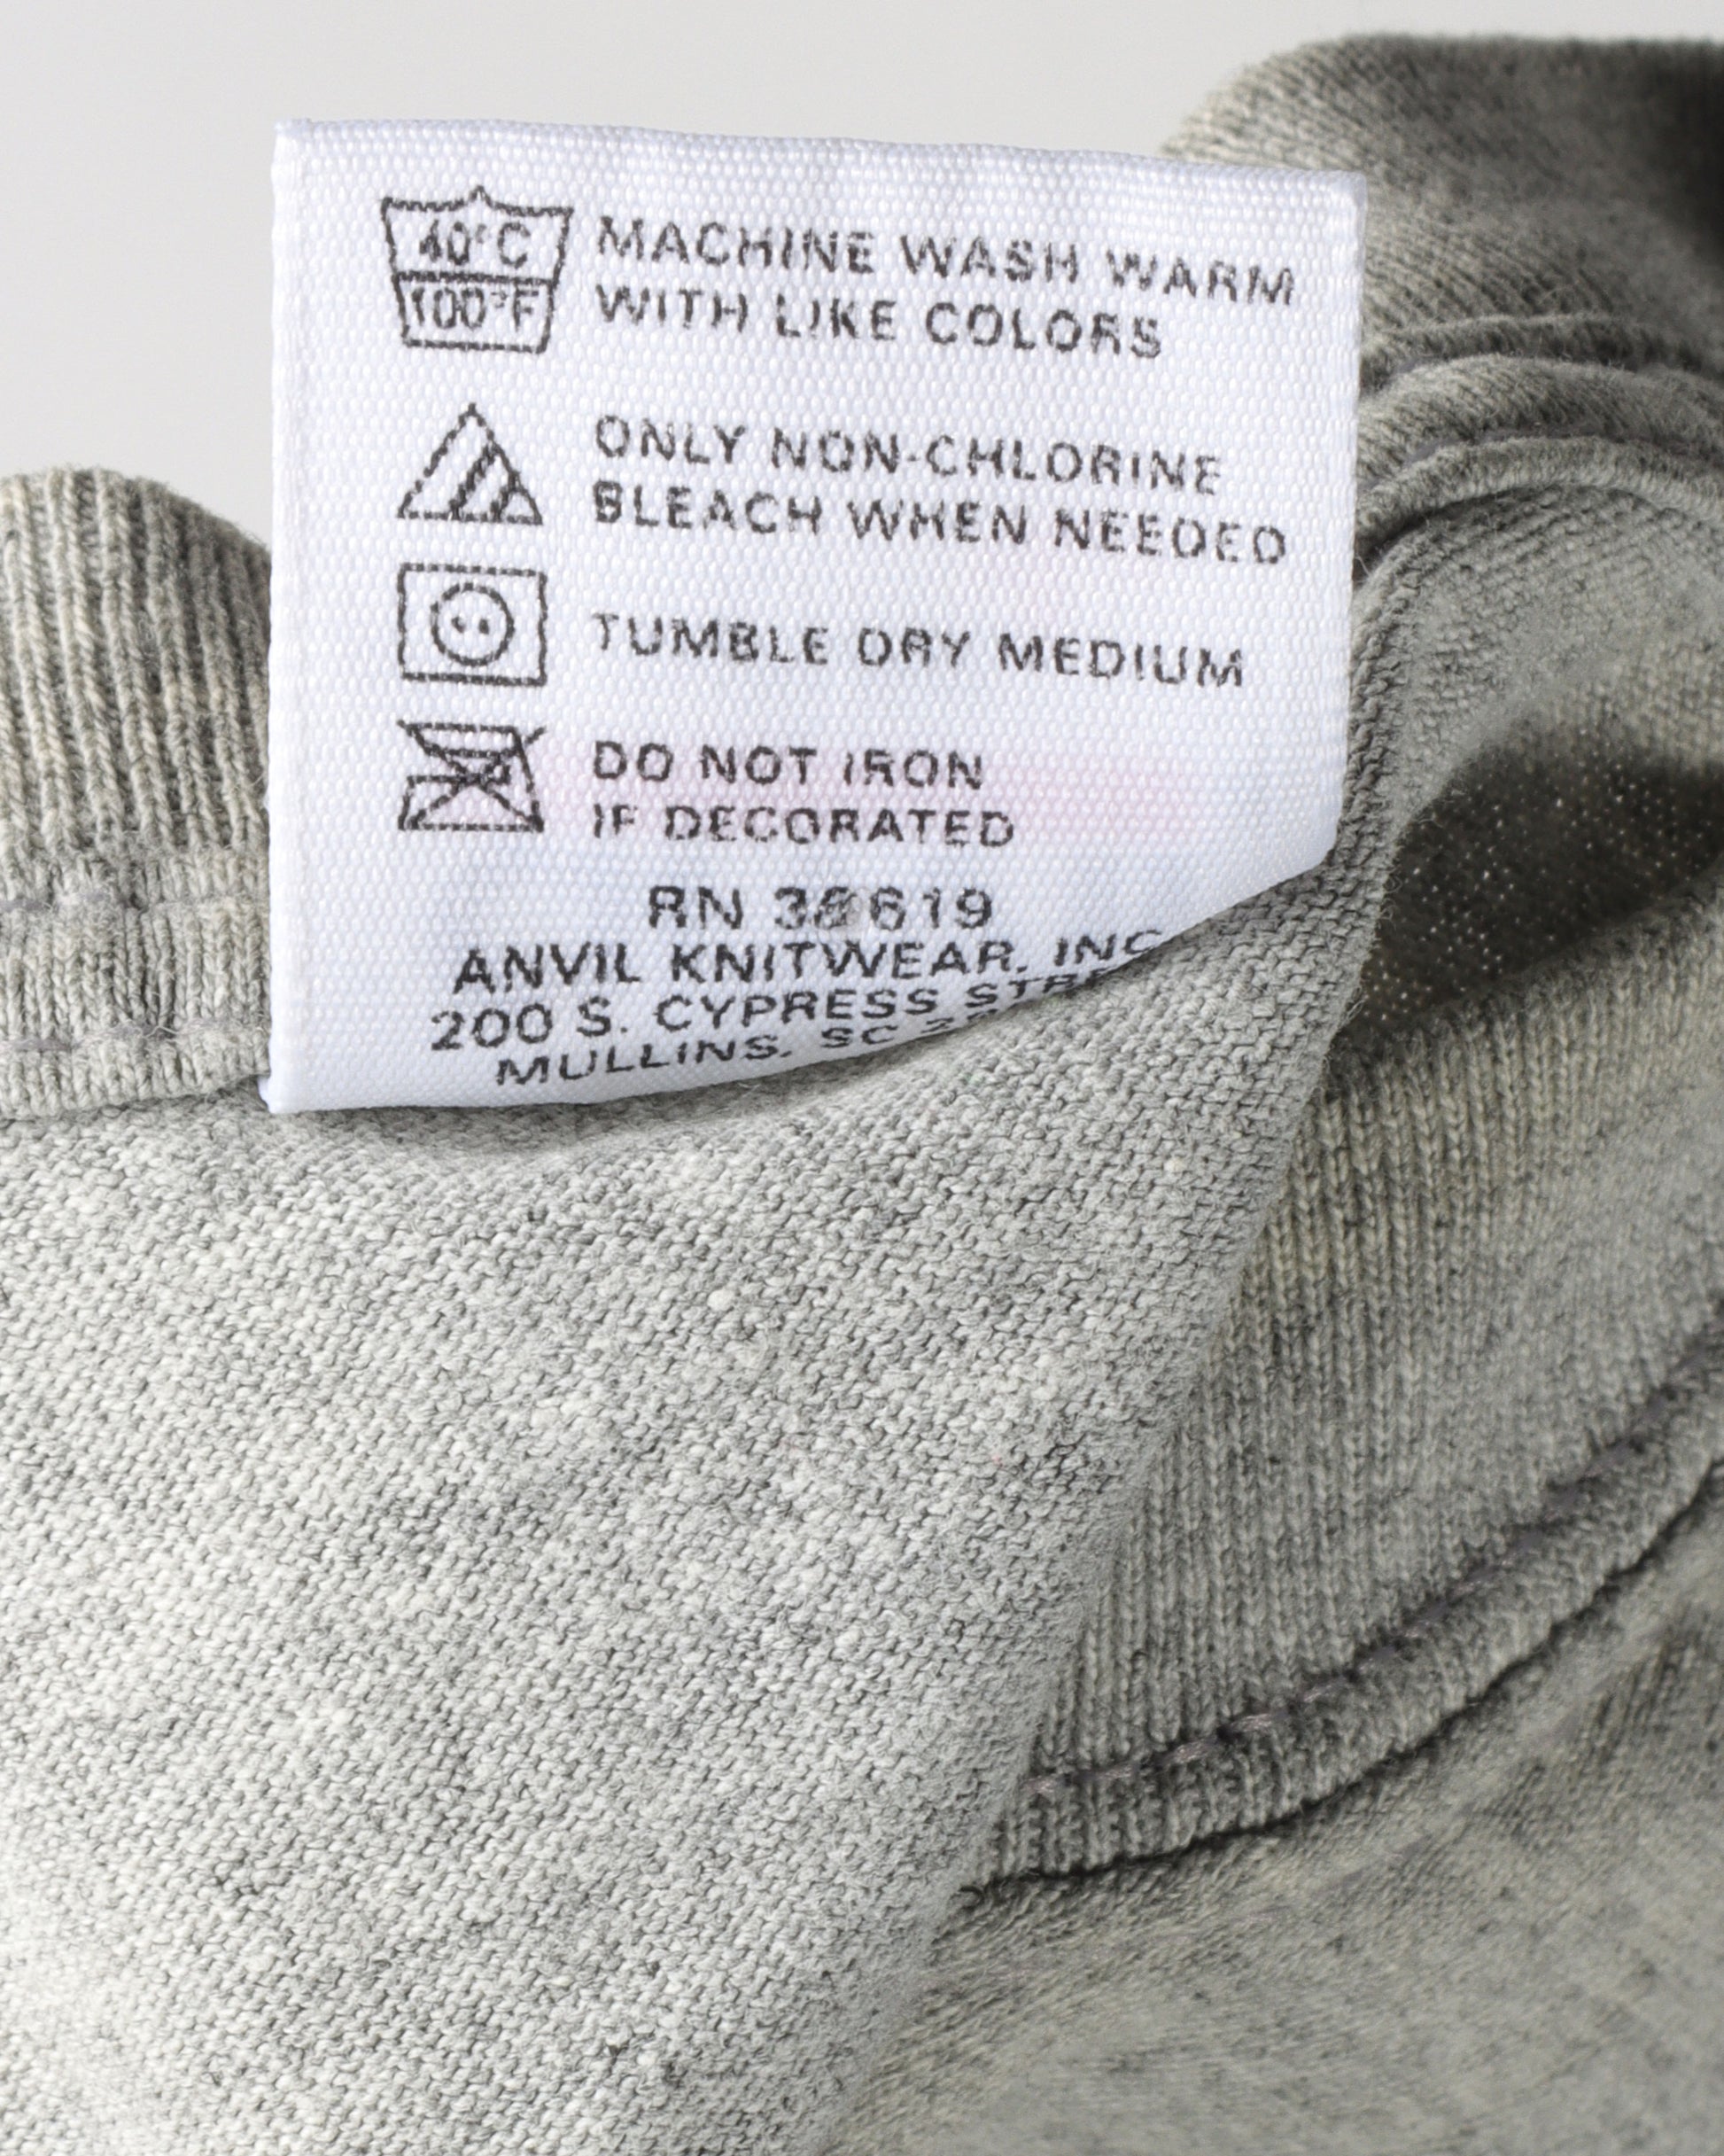 40°C
100°F
MACHINE WASH WARM
WITH LIKE COLORS
ONLY NON-CHLORINE
BLEACH WHEN NEEDED
TUMBLE DRY MEDIUM
DO NOT IRON
IF DECORATED
RN
ANVIL KNITWEAR, INC
200 S. CYPRESS
MULLINS, SC